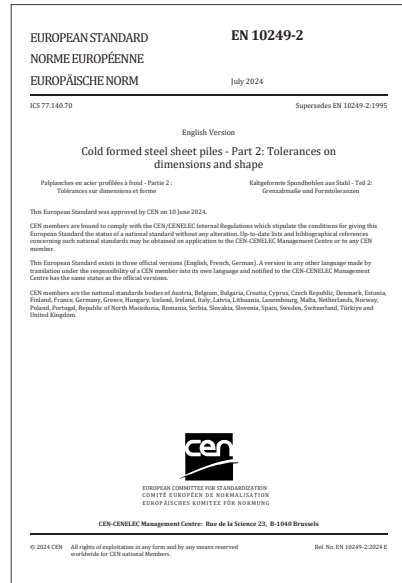 EUROPEAN STANDARD
NORME EUROPÉENNE
EUROPÄISCHE NORM
EN 10249-2
July 2024
ICS 77.140.70
Supersedes EN 10249-2:1995
English Version
Cold formed steel sheet piles - Part 2: Tolerances on
dimensions and shape
Palplanches en acier profilées à froid - Partie 2 :
Tolérances sur dimensions et forme
Kaltgeformte Spundbohlen aus Stahl - Teil 2:
Grenzabmaße und Formtoleranzen
This European Standard was approved by CEN on 10 June 2024.
CEN members are bound to comply with the CEN/CENELEC Internal Regulations which stipulate the conditions for giving this
European Standard the status of a national standard without any alteration. Up-to-date lists and bibliographical references
concerning such national standards may be obtained on application to the CEN-CENELEC Management Centre or to any CEN
member.
This European Standard exists in three official versions (English, French, German). A version in any other language made by
translation under the responsibility of a CEN member into its own language and notified to the CEN-CENELEC Management
Centre has the same status as the official versions.
CEN members are the national standards bodies of Austria, Belgium, Bulgaria, Croatia, Cyprus, Czech Republic, Denmark, Estonia,
Finland, France, Germany, Greece, Hungary, Iceland, Ireland, Italy, Latvia, Lithuania, Luxembourg, Malta, Netherlands, Norway,
Poland, Portugal, Republic of North Macedonia, Romania, Serbia, Slovakia, Slovenia, Spain, Sweden, Switzerland, Türkiye and
United Kingdom.
cen
EUROPEAN COMMITTEE FOR STANDARDIZATION
COMITÉ EUROPÉEN DE NORMALISATION
EUROPÄISCHES KOMITEE FÜR NORMUNG
CEN-CENELEC Management Centre: Rue de la Science 23, B-1040 Brussels
© 2024 CEN All rights of exploitation in any form and by any means reserved
worldwide for CEN national Members.
Ref. No. EN 10249-2:2024 E